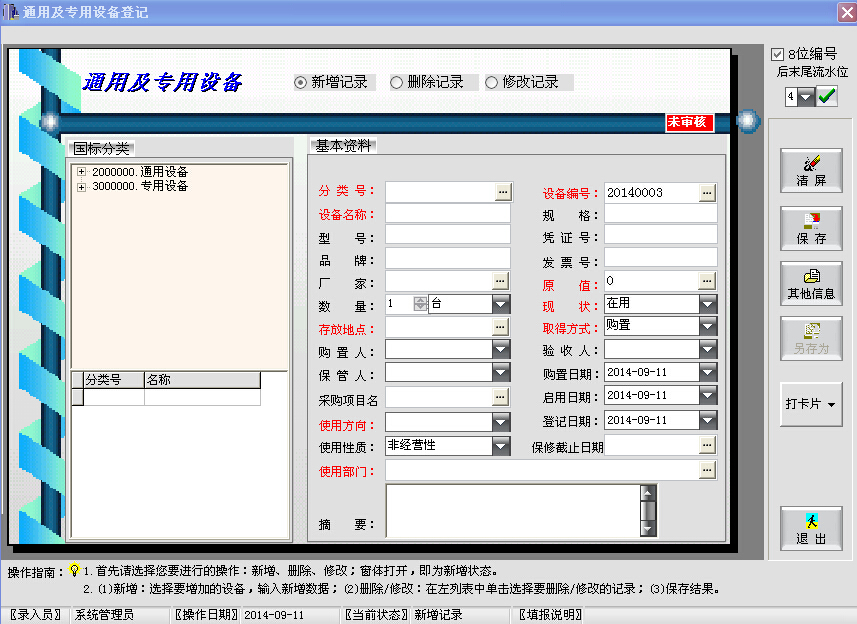 通用及专用设备登记
通用及专用设备
新增记录 删除记录 修改记录
8位编号
后末尾流水位
4
未审核
国标分类
2000000.通用设备
3000000.专用设备
分类号 名称
基本资料
分 类 号： 设备编号： 20140003
设备名称： 规 格：
型 号： 凭 证 号：
品 牌： 发 票 号：
厂 家： 原 值： 0
数 量： 1 台 现 状： 在用
存放地点： 取得方式： 购置
购 置 人： 验 收 人：
保 管 人： 购置日期： 2014-09-11
采购项目名 启用日期： 2014-09-11
使用方向： 登记日期： 2014-09-11
使用性质： 非经营性 保修截止日期
使用部门：
摘 要：
清 屏
保 存
其他信息
另存为
打卡片
退 出
操作指南： 1.首先请选择您要进行的操作：新增、删除、修改；窗体打开，即为新增状态。
2.(1)新增：选择要增加的设备，输入新增数据；(2)删除/修改：在左列表中单击选择要删除/修改的记录；(3)保存结果。
【录入员】 系统管理员 【操作日期】 2014-09-11 【当前状态】 新增记录 【填报说明】